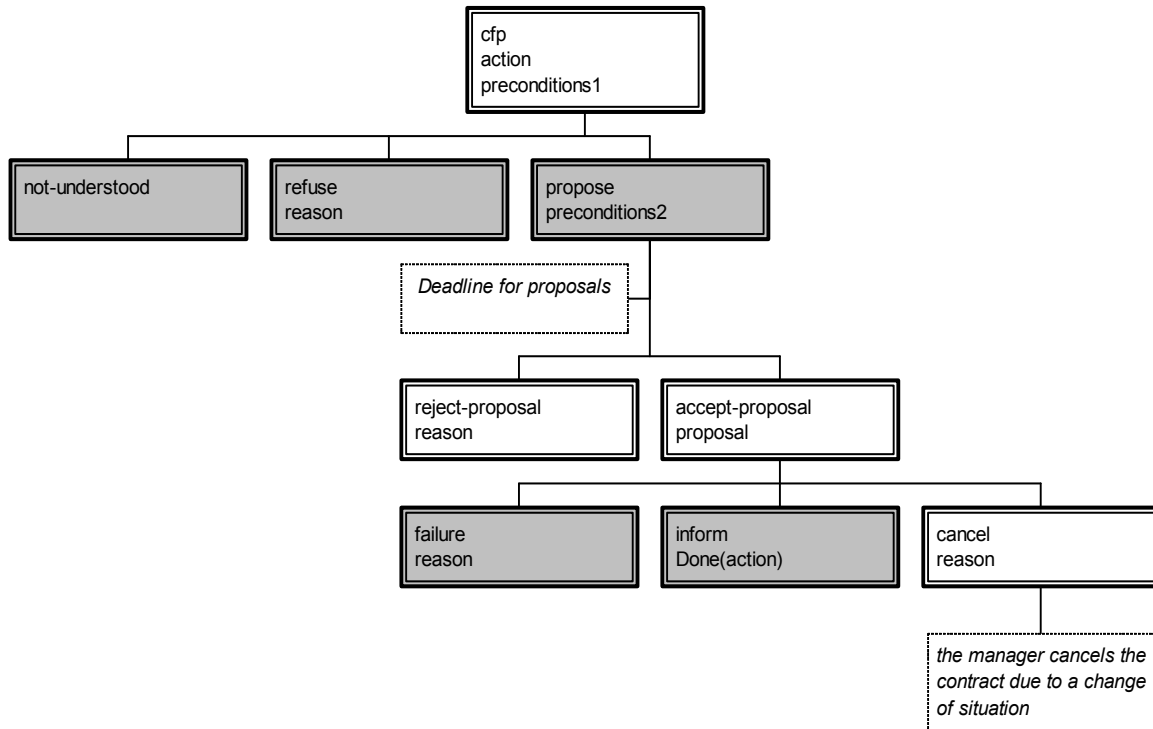 cfp
action
preconditions1
not-understood
refuse
reason
propose
preconditions2
Deadline for proposals
reject-proposal
reason
accept-proposal
proposal
failure
reason
inform
Done(action)
cancel
reason
the manager cancels the
contract due to a change
of situation